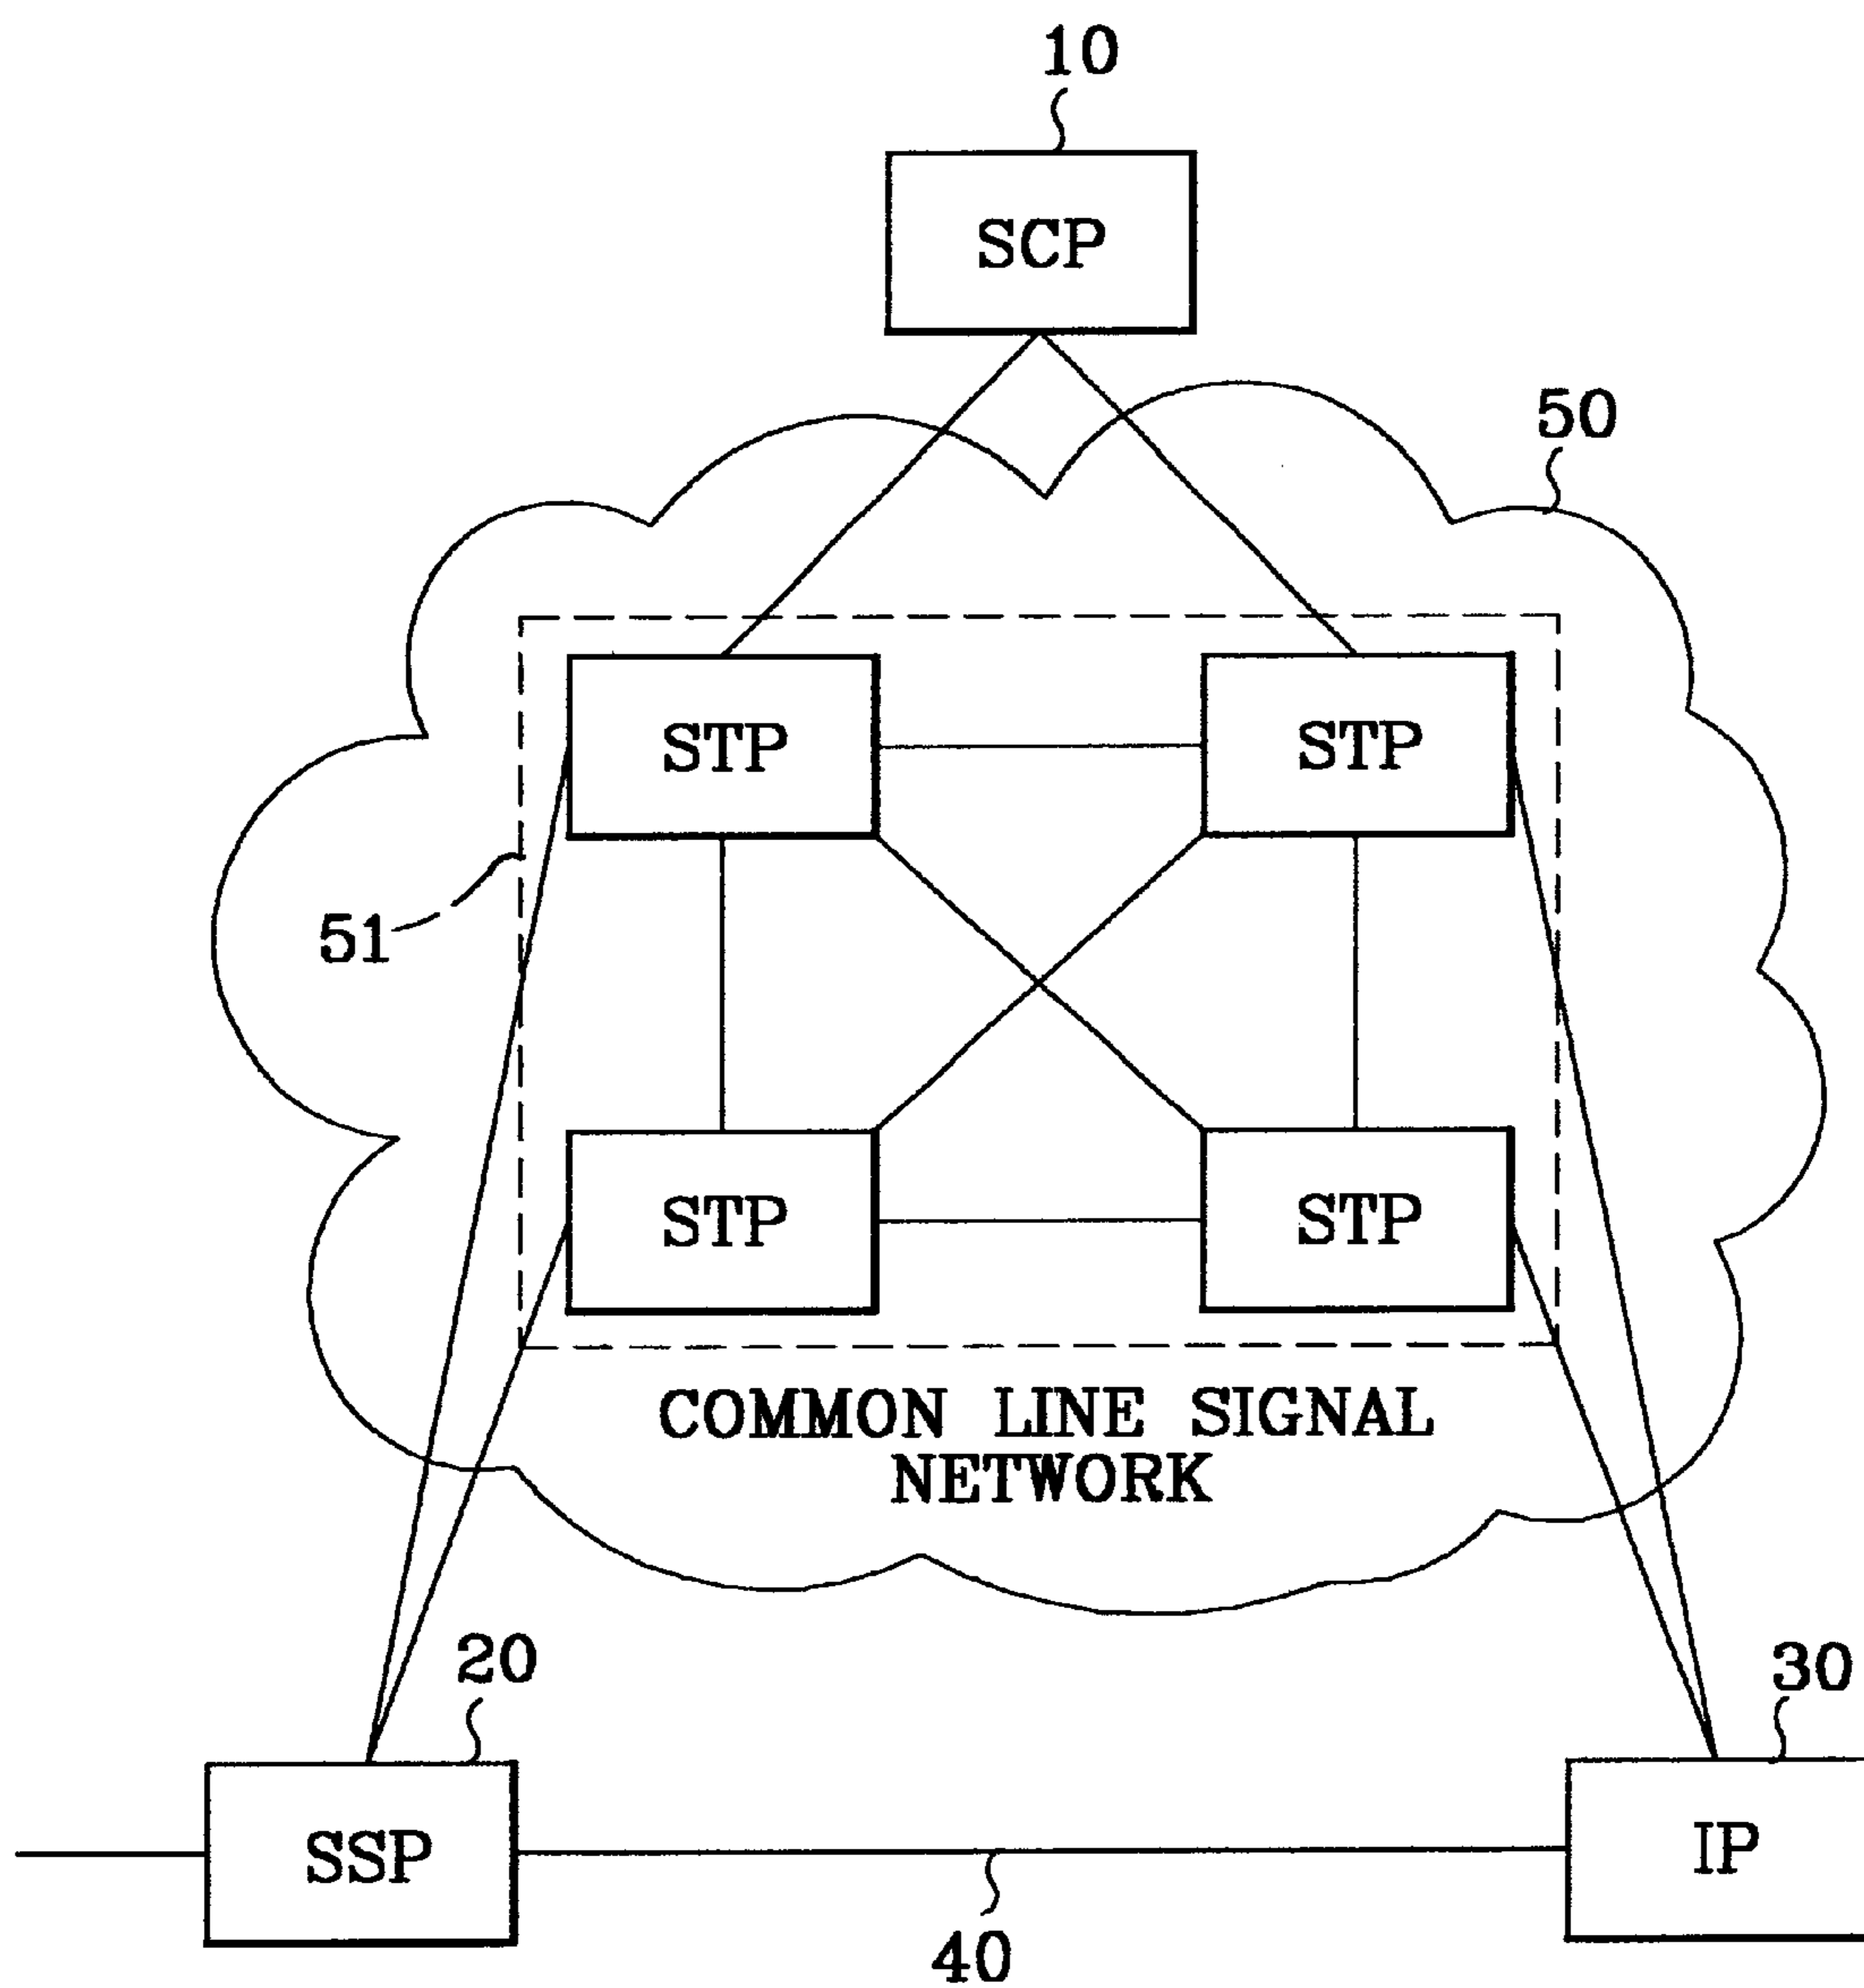 10
SCP
50
STP
STP
51
STP
STP
COMMON LINE SIGNAL
NETWORK
20
30
SSP
IP
40